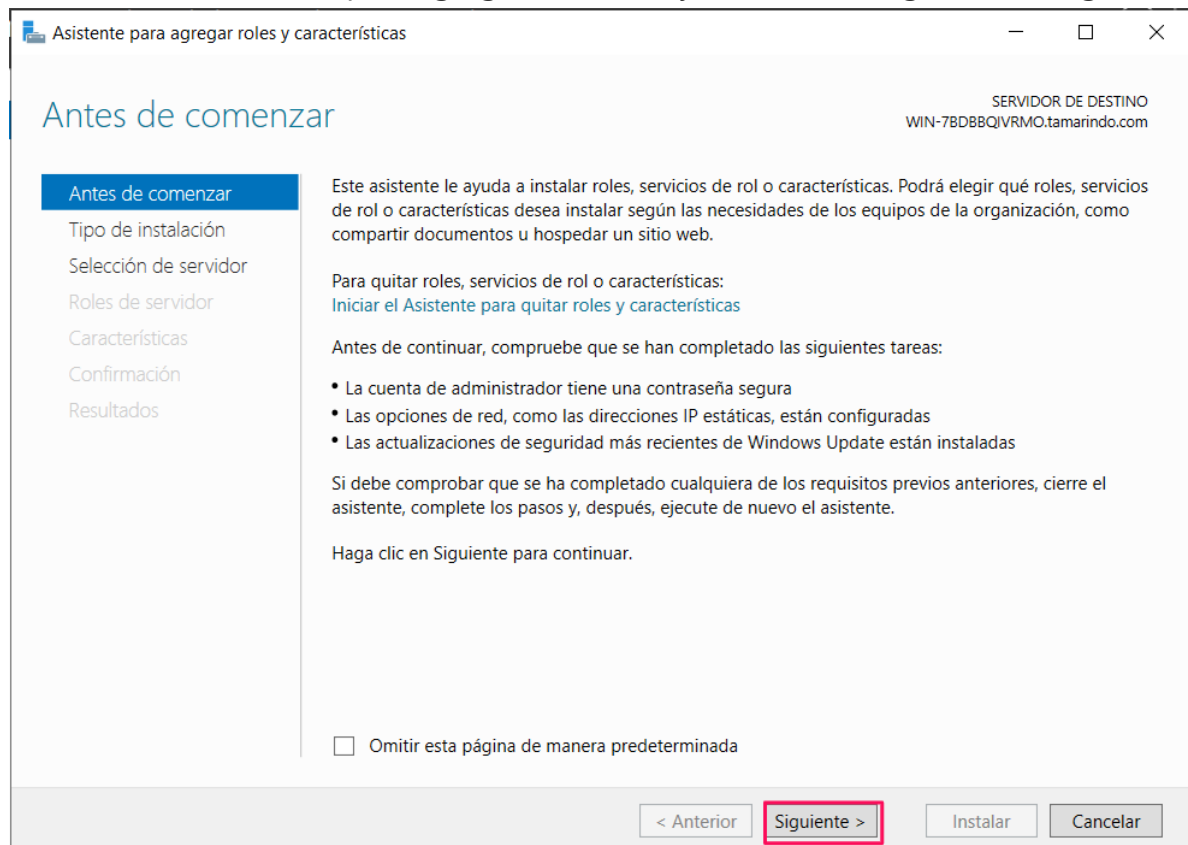 Asistente para agregar roles y características
Antes de comenzar
SERVIDOR DE DESTINO
WIN-7BDBBQIVRMO.tamarindo.com
Antes de comenzar
Tipo de instalación
Selección de servidor
Roles de servidor
Características
Confirmación
Resultados
Este asistente le ayuda a instalar roles, servicios de rol o características. Podrá elegir qué roles, servicios
de rol o características desea instalar según las necesidades de los equipos de la organización, como
compartir documentos u hospedar un sitio web.
Para quitar roles, servicios de rol o características:
Iniciar el Asistente para quitar roles y características
Antes de continuar, compruebe que se han completado las siguientes tareas:
• La cuenta de administrador tiene una contraseña segura
• Las opciones de red, como las direcciones IP estáticas, están configuradas
• Las actualizaciones de seguridad más recientes de Windows Update están instaladas
Si debe comprobar que se ha completado cualquiera de los requisitos previos anteriores, cierre el
asistente, complete los pasos y, después, ejecute de nuevo el asistente.
Haga clic en Siguiente para continuar.
Omitir esta página de manera predeterminada
< Anterior Siguiente > Instalar Cancelar